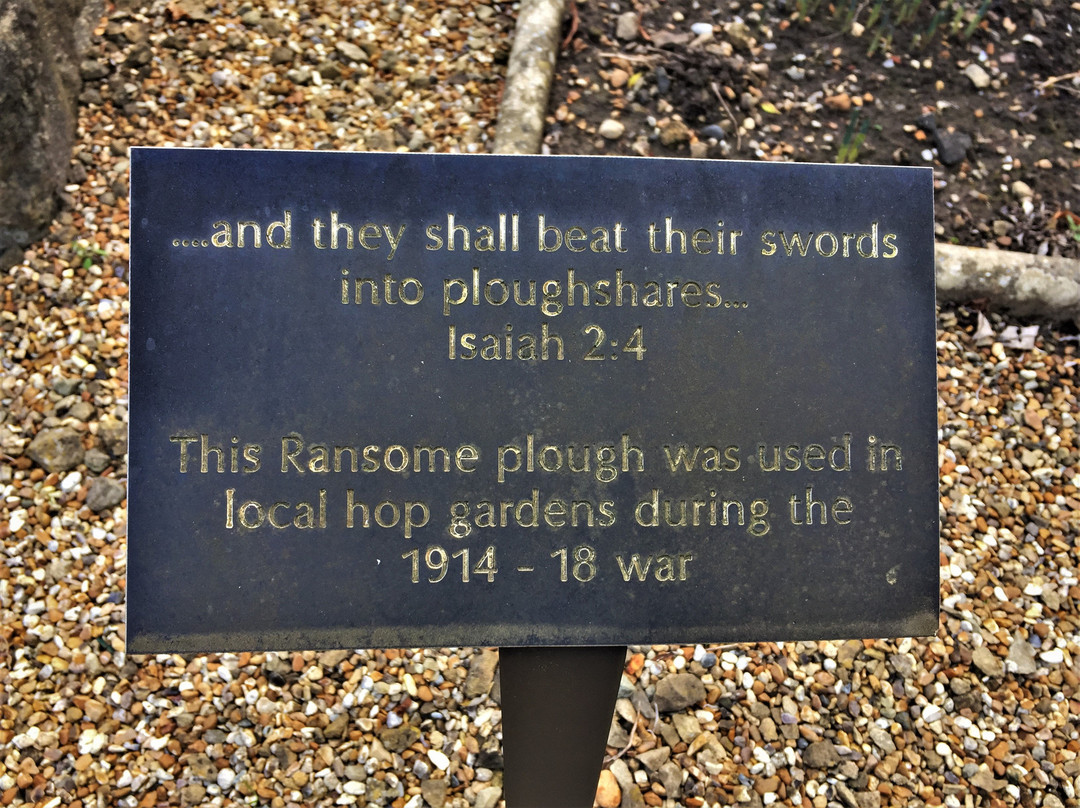 ....and they shall beat their swords
into ploughshares...
Isaiah 2:4
This Ransome plough was used in
local hop gardens during the
1914 - 18 war